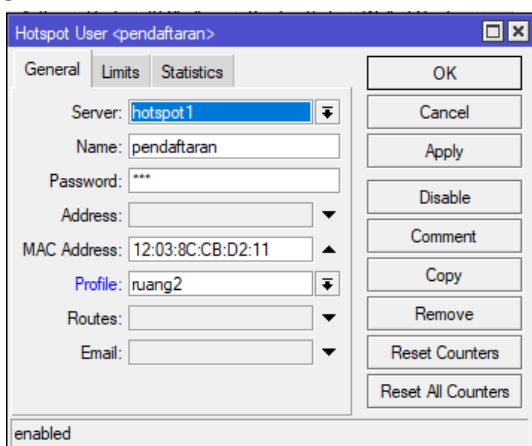 Hotspot User <pendaftaran>
General Limits Statistics
Server: hotspot1
Name: pendaftaran
Password: ***
Address:
MAC Address: 12:03:8C:CB:D2:11
Profile: ruang2
Routes:
Email:
OK
Cancel
Apply
Disable
Comment
Copy
Remove
Reset Counters
Reset All Counters
enabled